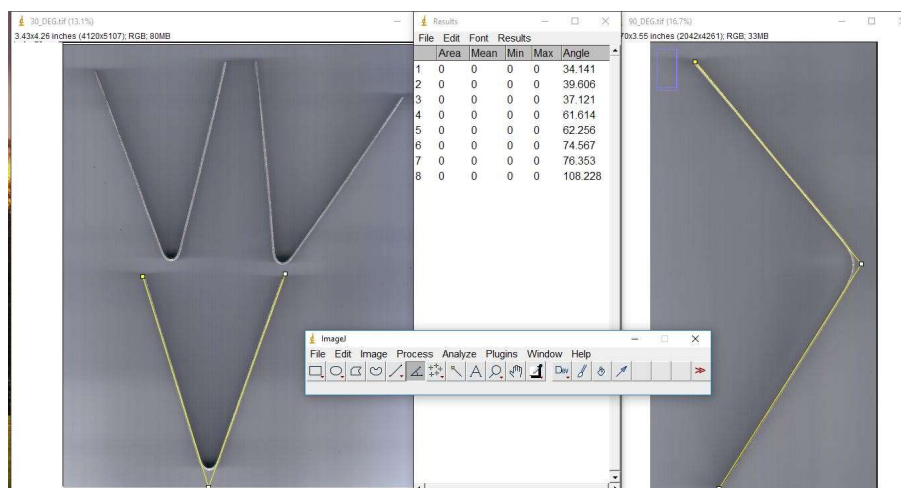 30_DEG.tif (13.1%)
3.43x4.26 inches (4120x5107); RGB; 80MB
Results
File Edit Font Results
Area Mean Min Max Angle
1 0 0 0 0 34.141
2 0 0 0 0 39.606
3 0 0 0 0 37.121
4 0 0 0 0 61.614
5 0 0 0 0 62.256
6 0 0 0 0 74.567
7 0 0 0 0 76.353
8 0 0 0 0 108.228
90_DEG.tif (16.7%)
70x3.55 inches (2042x4261); RGB; 33MB
ImageJ
File Edit Image Process Analyze Plugins Window Help
A Dev